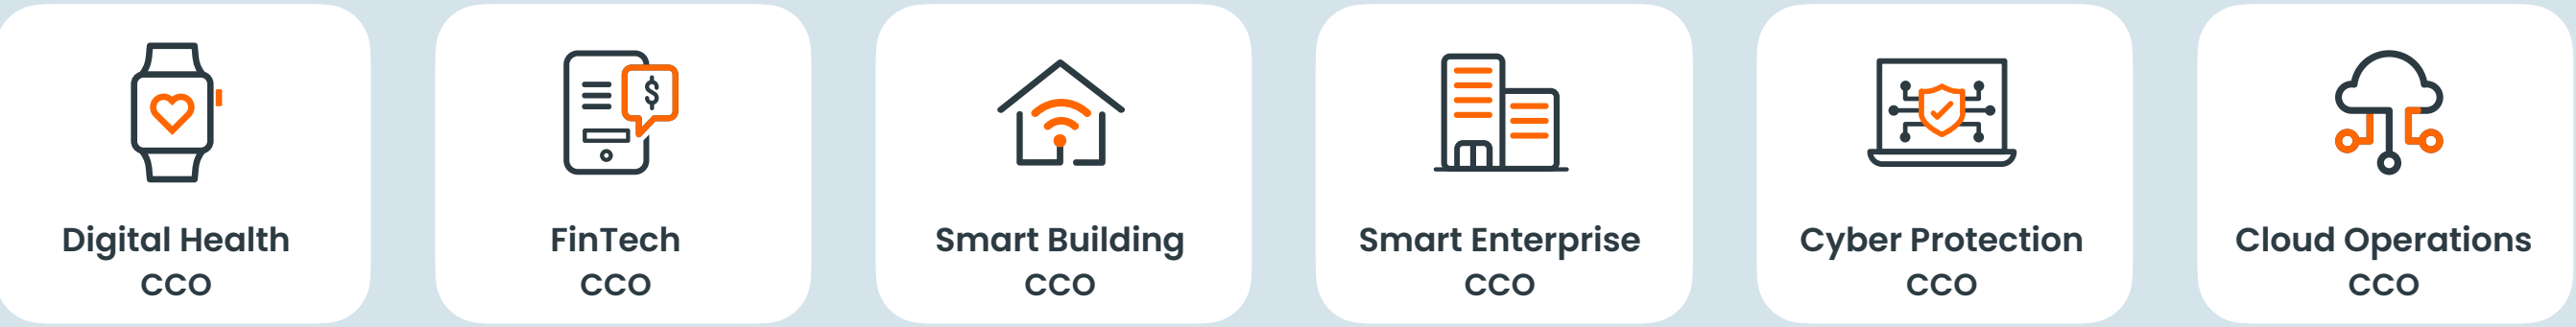 Digital Health
CCO
FinTech
CCO
Smart Building
CCO
Smart Enterprise
CCO
Cyber Protection
CCO
Cloud Operations
CCO
$